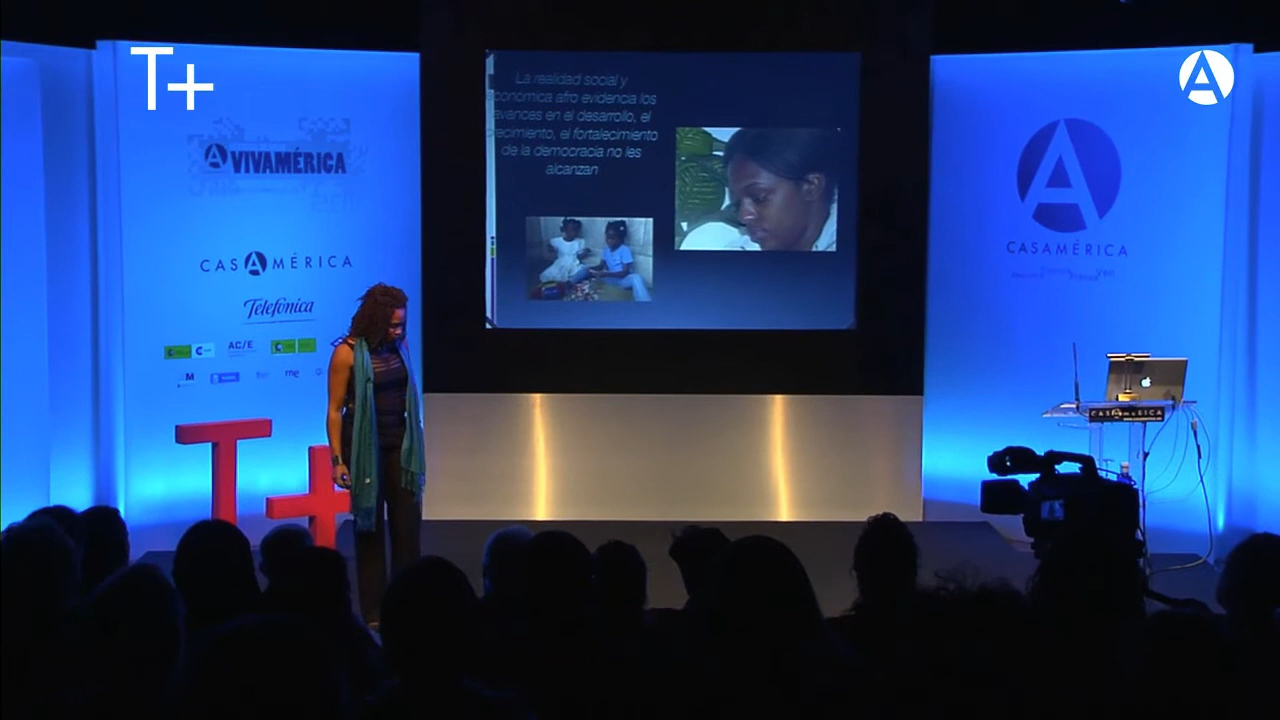 T+
A
VIVAMÉRICA
CASAMÉRICA
Telefónica
AC/E
M
rne
T+
La realidad social y
económica afro evidencia los
avances en el desarrollo, el
crecimiento, el fortalecimiento
de la democracia no les
alcanzan
A
CASAMÉRICA
CASAMÉRICA